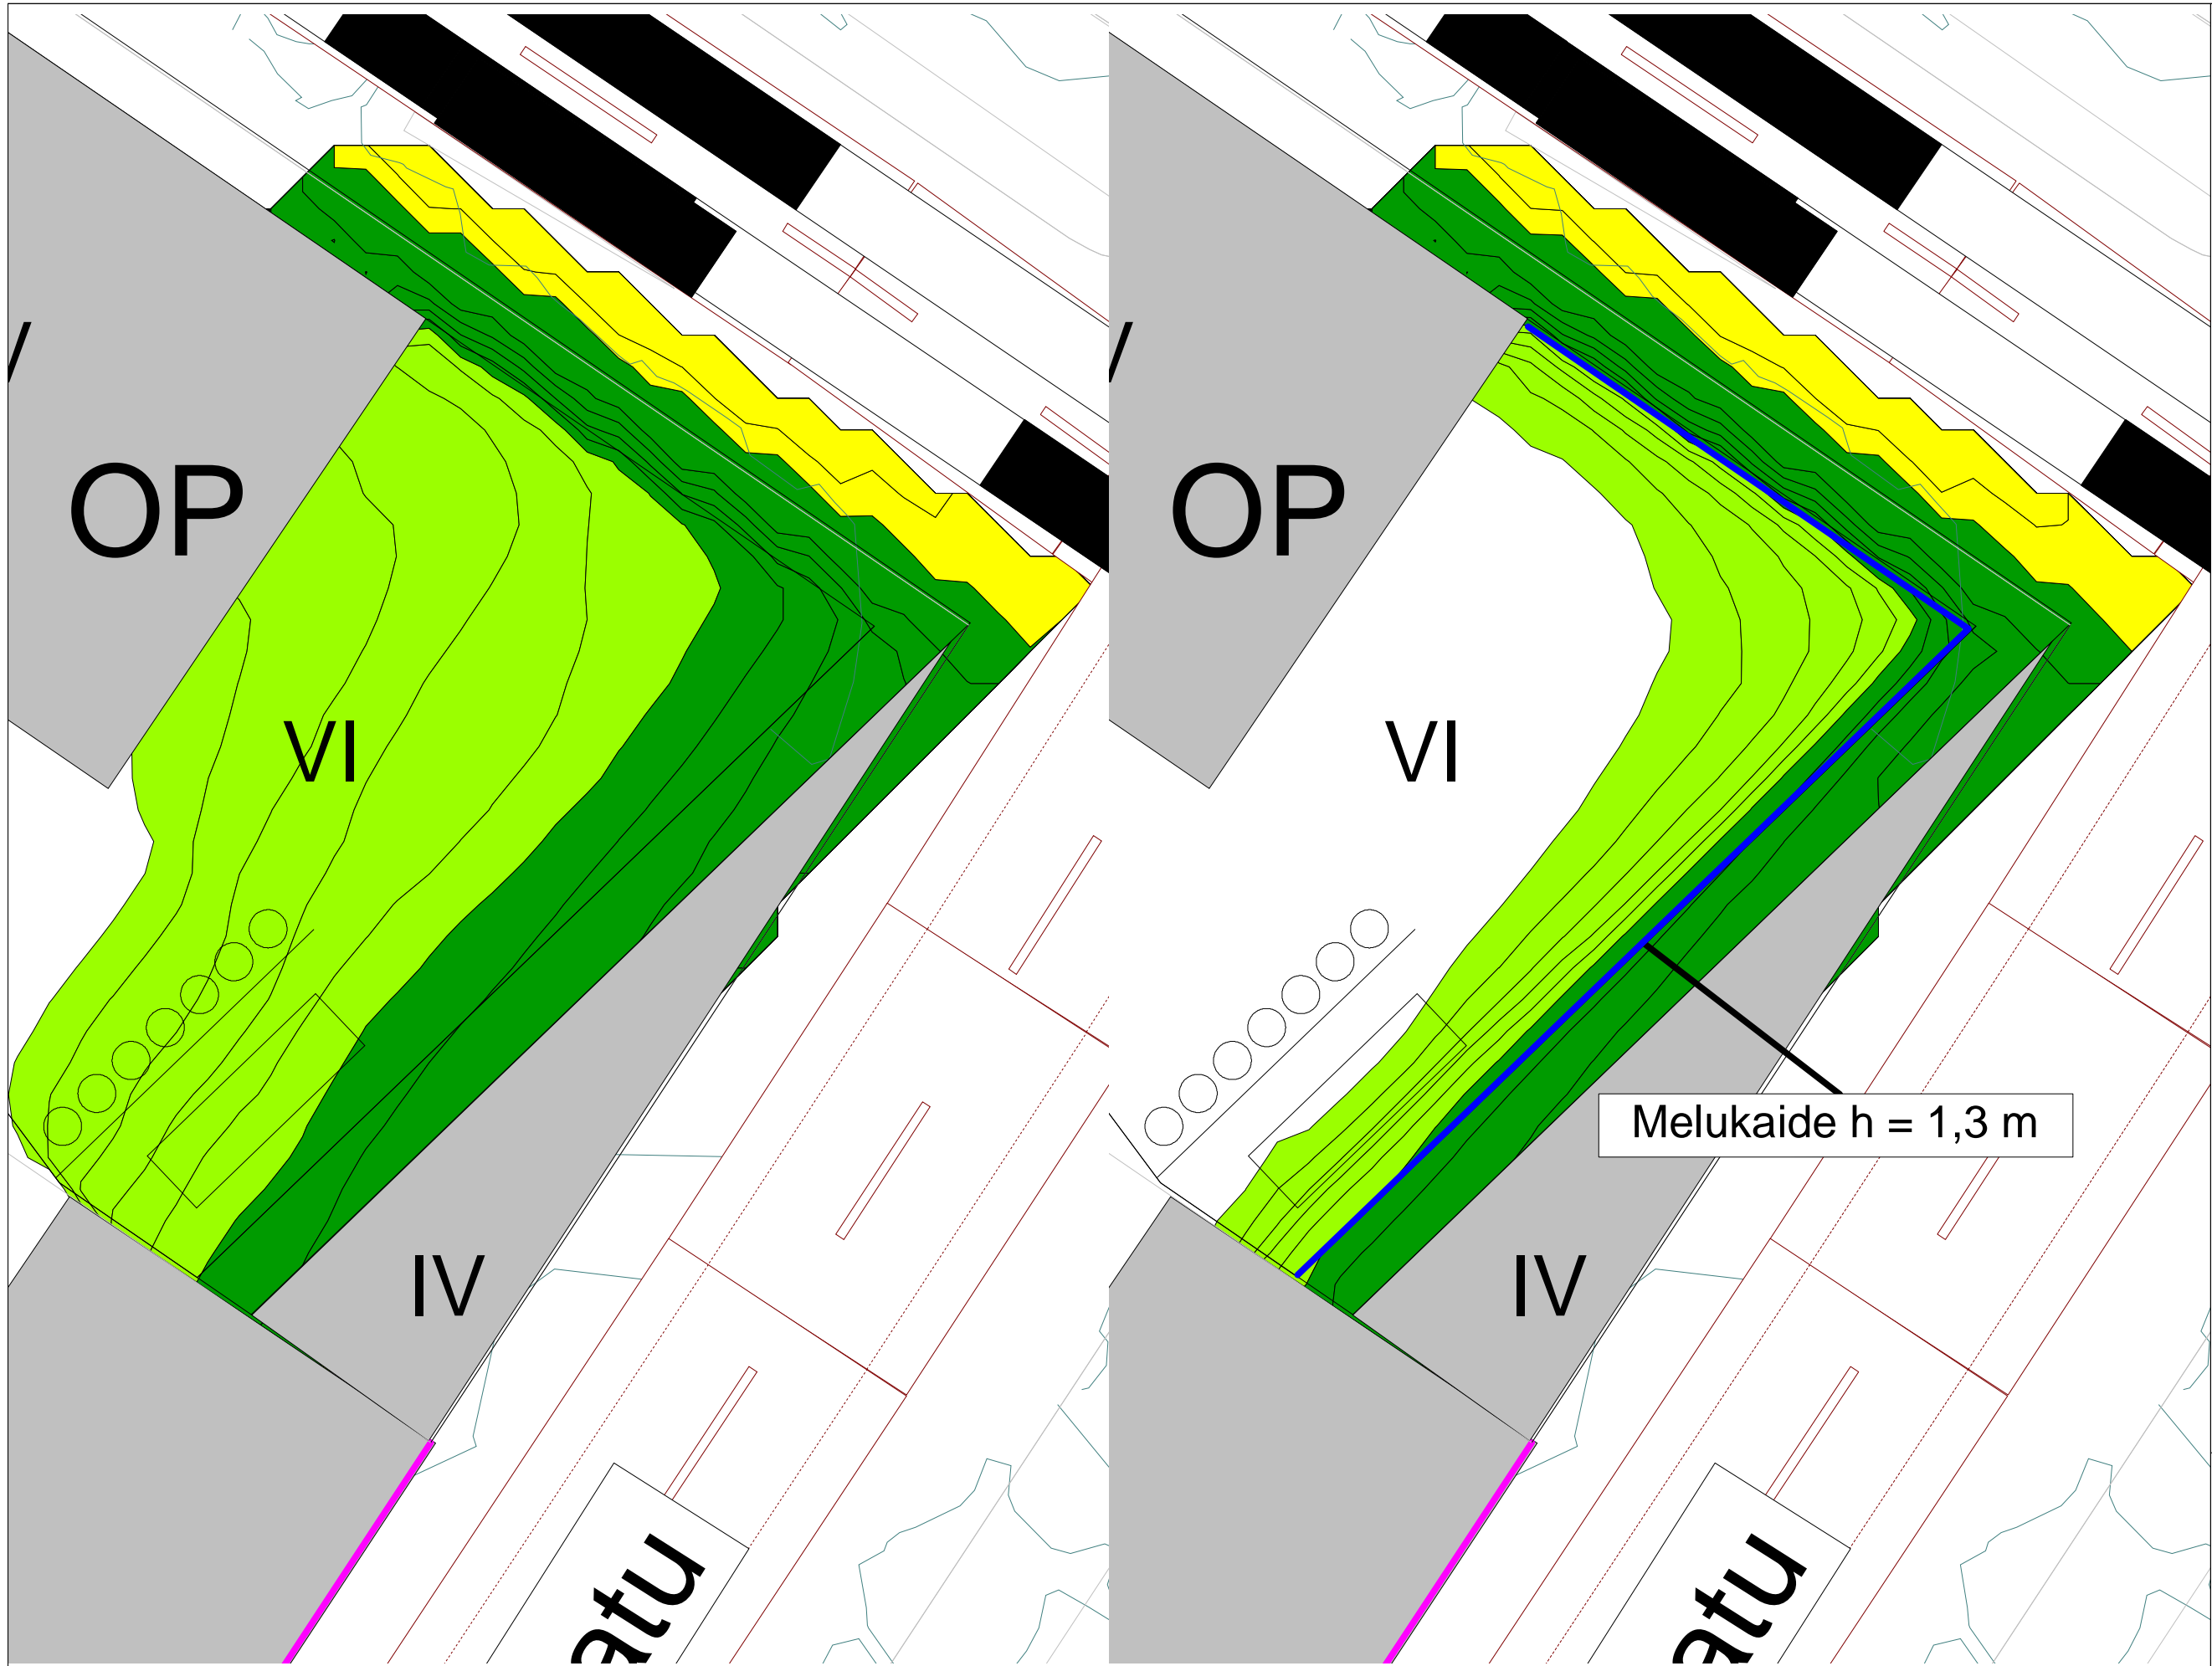 OP
VI
IV
atu
OP
VI
Melukaide h = 1,3 m
IV
atu